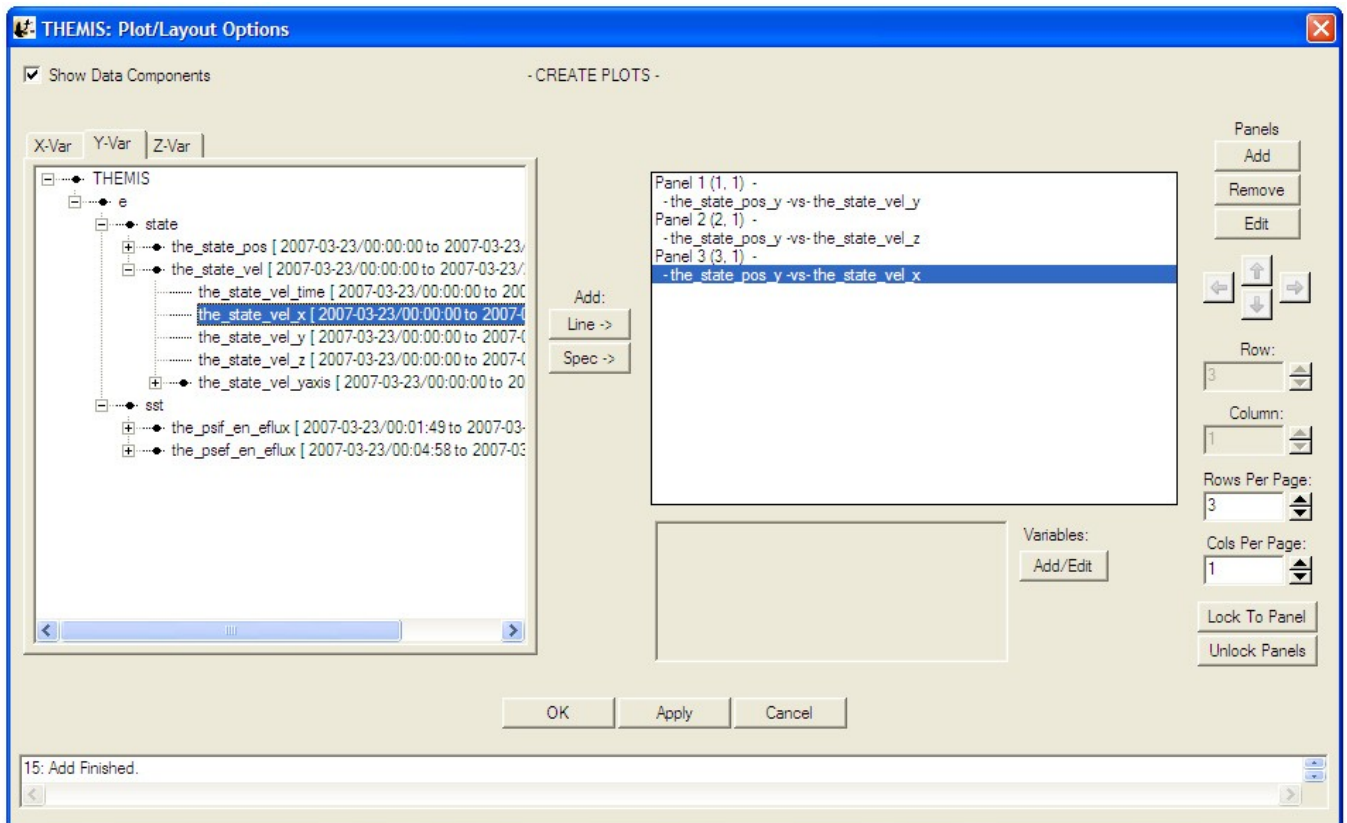 THEMIS: Plot/Layout Options
Show Data Components
- CREATE PLOTS -
X-Var Y-Var Z-Var
THEMIS
e
state
the_state_pos [ 2007-03-23/00:00:00 to 2007-03-23/
the_state_vel [ 2007-03-23/00:00:00 to 2007-03-23/
the_state_vel_time [ 2007-03-23/00:00:00 to 200
the_state_vel_x [ 2007-03-23/00:00:00 to 2007-0
the_state_vel_y [ 2007-03-23/00:00:00 to 2007-0
the_state_vel_z [ 2007-03-23/00:00:00 to 2007-0
the_state_vel_yaxis [ 2007-03-23/00:00:00 to 20
sst
the_psif_en_eflux [ 2007-03-23/00:01:49 to 2007-03-
the_psef_en_eflux [ 2007-03-23/00:04:58 to 2007-03
Add:
Line ->
Spec ->
Panel 1 (1, 1) -
- the_state_pos_y -vs- the_state_vel_y
Panel 2 (2, 1) -
- the_state_pos_y -vs- the_state_vel_z
Panel 3 (3, 1) -
- the_state_pos_y -vs- the_state_vel_x
Variables:
Add/Edit
Panels
Add
Remove
Edit
Row:
3
Column:
1
Rows Per Page:
3
Cols Per Page:
1
Lock To Panel
Unlock Panels
OK Apply Cancel
15: Add Finished.